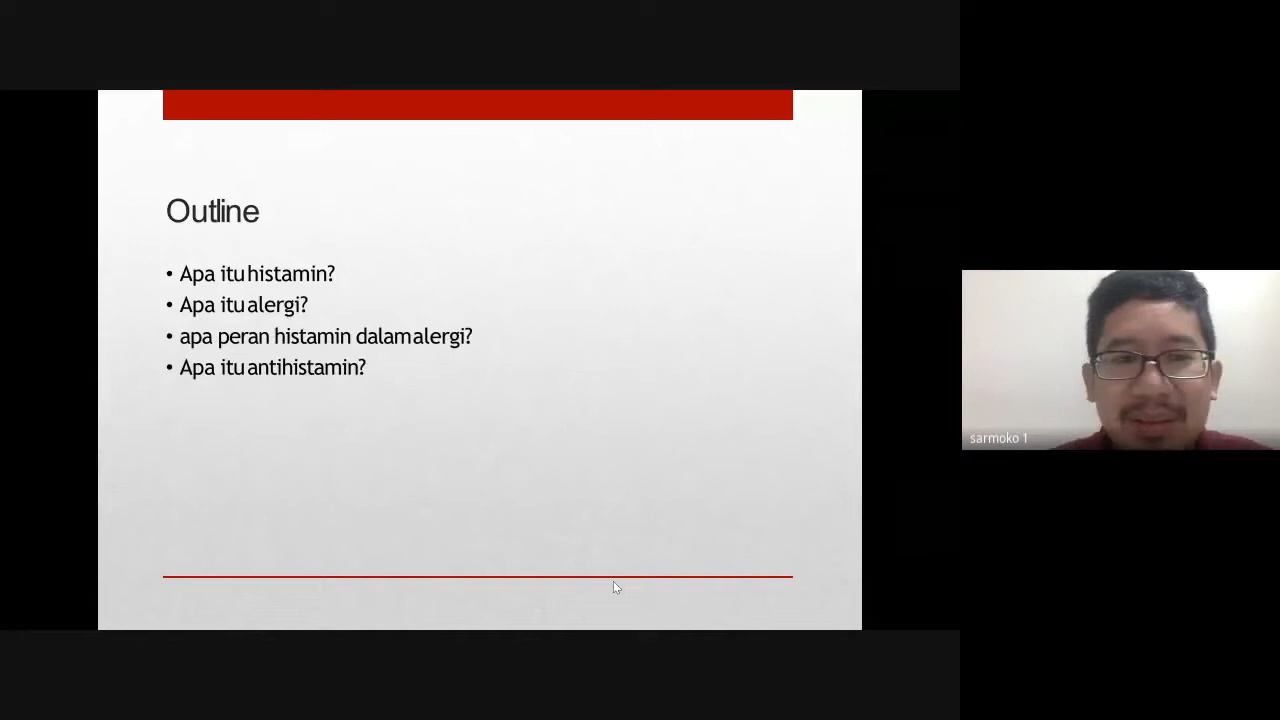 Outline
• Apa itu histamin?
• Apa itu alergi?
• apa peran histamin dalam alergi?
• Apa itu antihistamin?
sarmoko 1